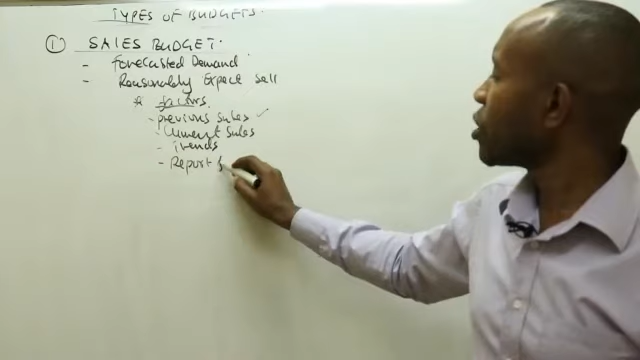 TYPES OF BUDGETS.
① SALES BUDGET.
- Forecasted Demand.
- Reasonably Expect Sell
* factors.
- previous sales ✓
- Current sales
- Trends
- Report